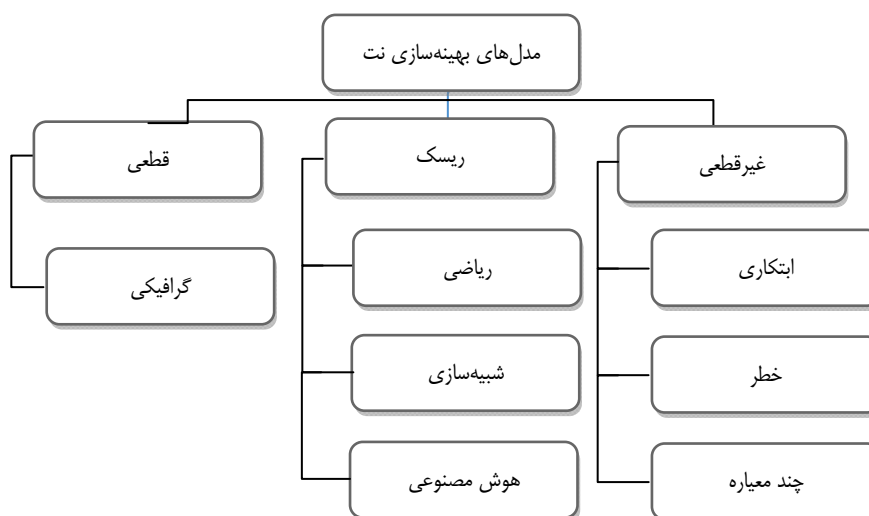 مدل‌های بهینه‌سازی نت
غیرقطعی
ریسک
قطعی
ابتکاری
ریاضی
گرافیکی
خطر
شبیه‌سازی
چند معیاره
هوش مصنوعی